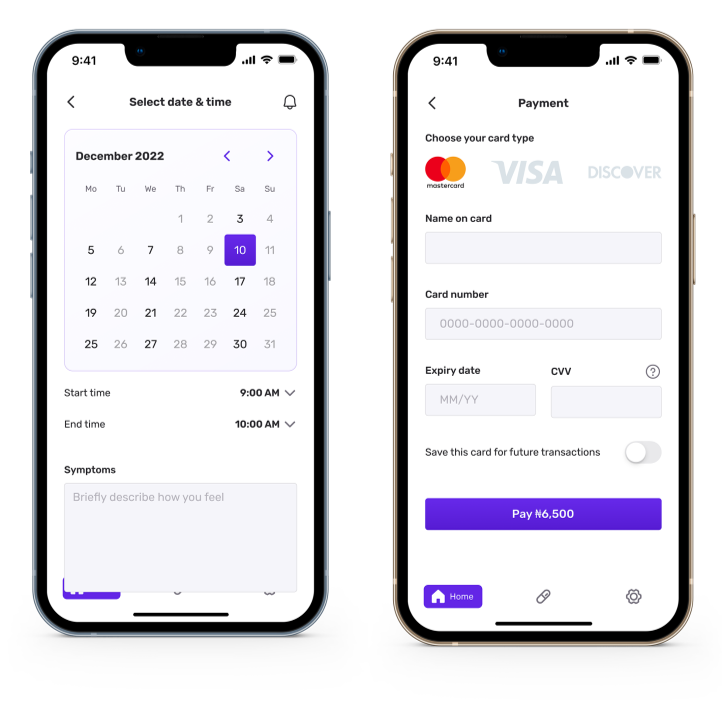 9:41
Select date & time
December 2022
Mo Tu We Th Fr Sa Su
1 2 3 4
5 6 7 8 9 10 11
12 13 14 15 16 17 18
19 20 21 22 23 24 25
25 26 27 28 29 30 31
Start time 9:00 AM
End time 10:00 AM
Symptoms
Briefly describe how you feel
9:41
Payment
Choose your card type
mastercard VISA DISCOVER
Name on card
Card number
0000-0000-0000-0000
Expiry date CVV ?
MM/YY
Save this card for future transactions
Pay ₦6,500
Home